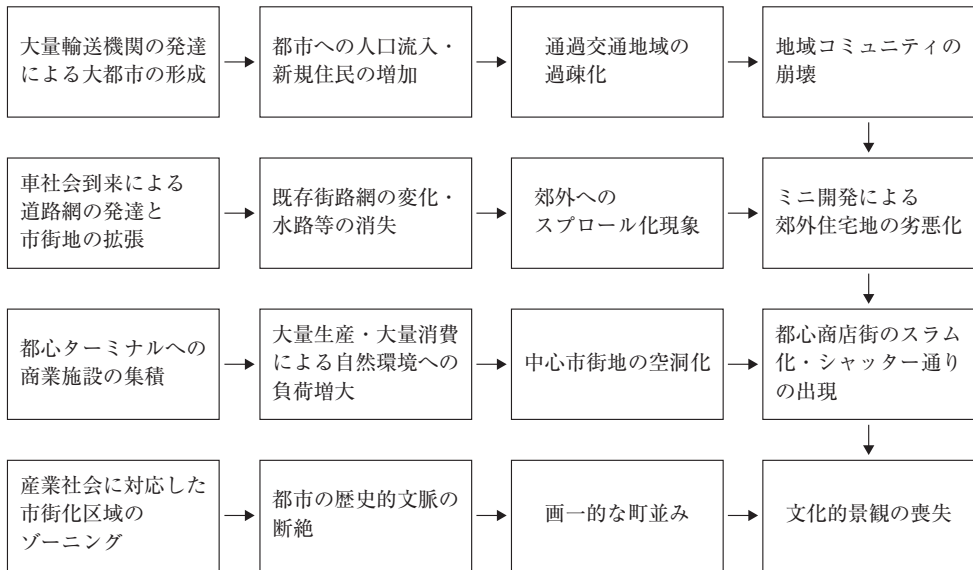 大量輸送機関の発達
による大都市の形成
都市への人口流入・
新規住民の増加
通過交通地域の
過疎化
地域コミュニティの
崩壊
車社会到来による
道路網の発達と
市街地の拡張
既存街路網の変化・
水路等の消失
郊外への
スプロール化現象
ミニ開発による
郊外住宅地の劣悪化
都心ターミナルへの
商業施設の集積
大量生産・大量消費
による自然環境への
負荷増大
中心市街地の空洞化
都心商店街のスラム
化・シャッター通り
の出現
産業社会に対応した
市街化区域の
ゾーニング
都市の歴史的文脈の
断絶
画一的な町並み
文化的景観の喪失